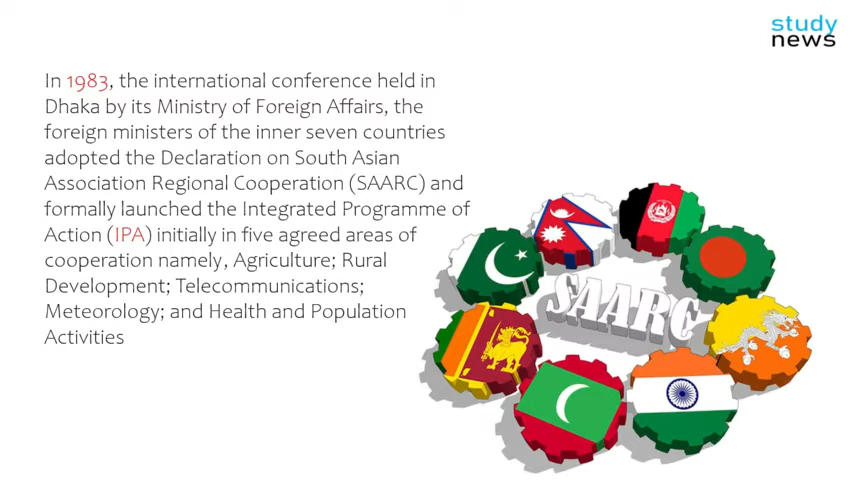 study
news
In 1983, the international conference held in
Dhaka by its Ministry of Foreign Affairs, the
foreign ministers of the inner seven countries
adopted the Declaration on South Asian
Association Regional Cooperation (SAARC) and
formally launched the Integrated Programme of
Action (IPA) initially in five agreed areas of
cooperation namely, Agriculture; Rural
Development; Telecommunications;
Meteorology; and Health and Population
Activities
SAARC